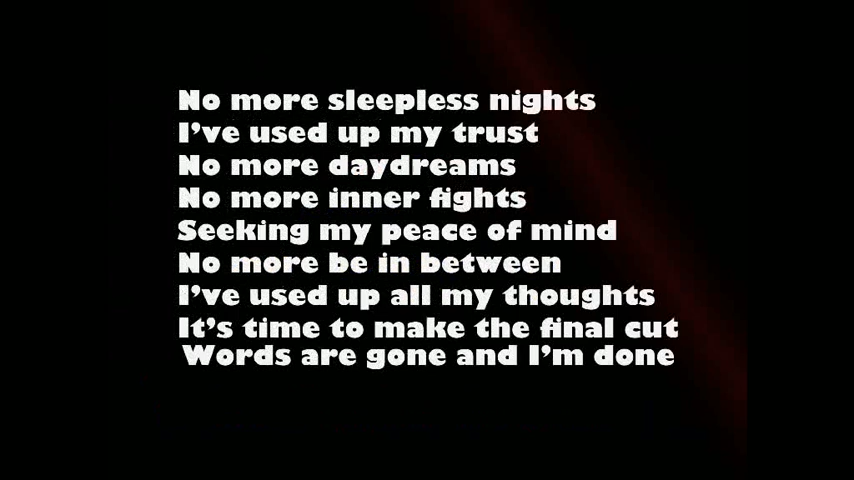 No more sleepless nights
I've used up my trust
No more daydreams
No more inner fights
Seeking my peace of mind
No more be in between
I've used up all my thoughts
It's time to make the final cut
Words are gone and I'm done